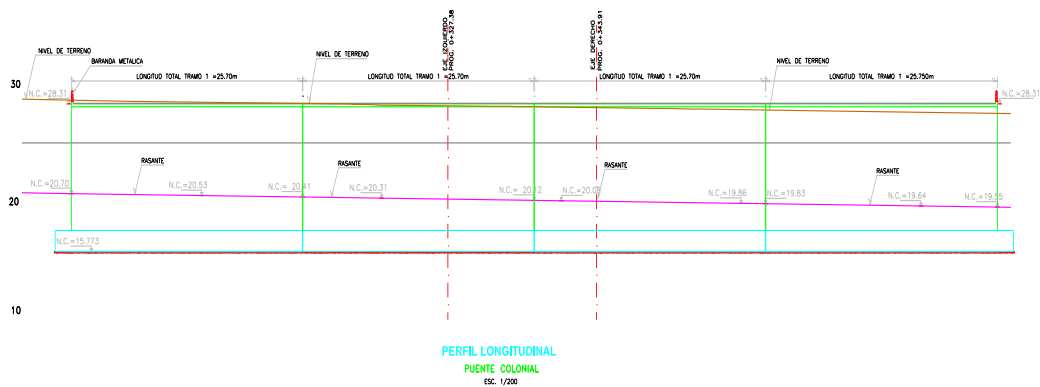 EJE IZQUIERDO
PROG. 0+327.38
EJE DERECHO
PROG. 0+343.91
NIVEL DE TERRENO
BARANDA METALICA
NIVEL DE TERRENO
NIVEL DE TERRENO
LONGITUD TOTAL TRAMO 1 =25.70m
LONGITUD TOTAL TRAMO 1 =25.70m
LONGITUD TOTAL TRAMO 1 =25.70m
LONGITUD TOTAL TRAMO 1 =25.750m
30
N.C.=28.31
N.C.=28.31
RASANTE
RASANTE
RASANTE
RASANTE
N.C.=20.70
N.C.=20.53
N.C.= 20.41
N.C.=20.31
N.C.= 20.12
N.C.=19.86
N.C.=19.83
N.C.=19.64
N.C.=19.55
20
N.C.=15.773
10
PERFIL LONGITUDINAL
PUENTE COLONIAL
ESC. 1/200